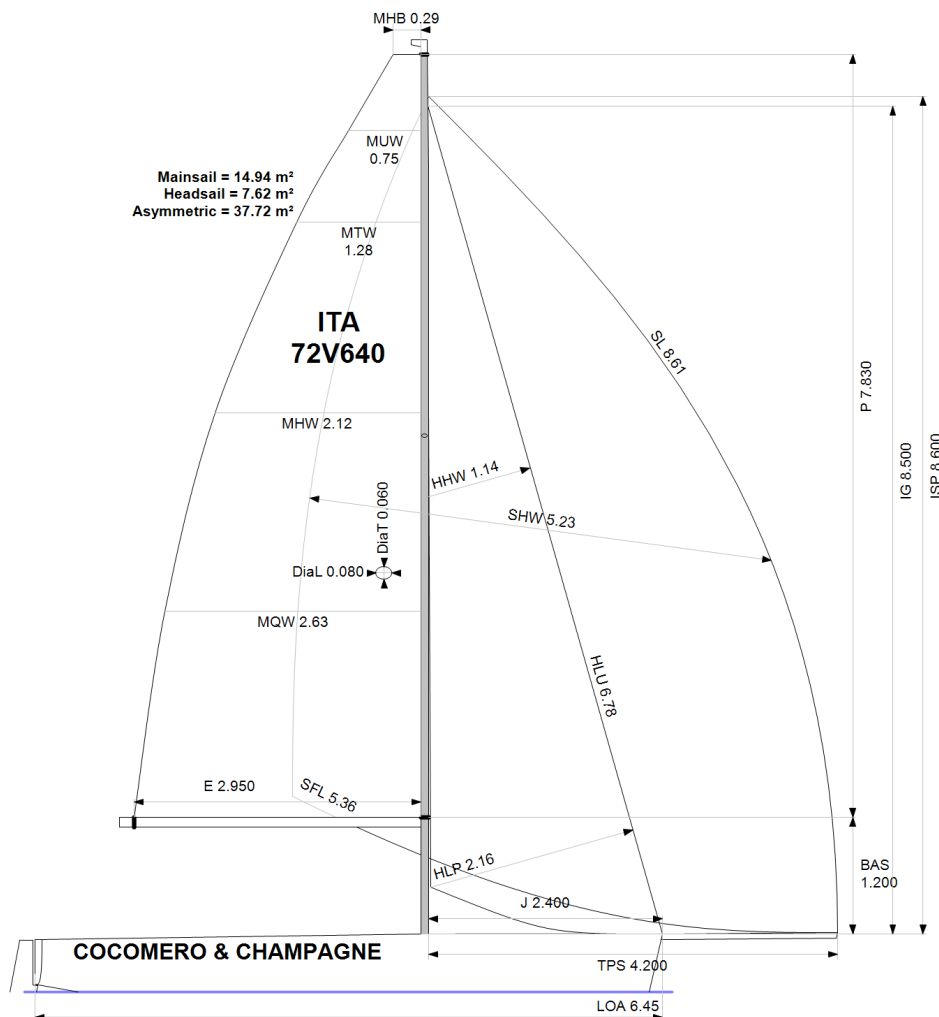 MHB 0.29
MUW
0.75
Mainsail = 14.94 m²
Headsail = 7.62 m²
Asymmetric = 37.72 m²
MTW
1.28
ITA
72V640
SL 8.61
P 7.830
MHW 2.12
IG 8.500
ISP 8.600
HHW 1.14
SHW 5.23
DiaT 0.060
DiaL 0.080
MQW 2.63
HLU 6.78
E 2.950
SFL 5.36
HLP 2.16
BAS
1.200
J 2.400
COCOMERO & CHAMPAGNE
TPS 4.200
LOA 6.45